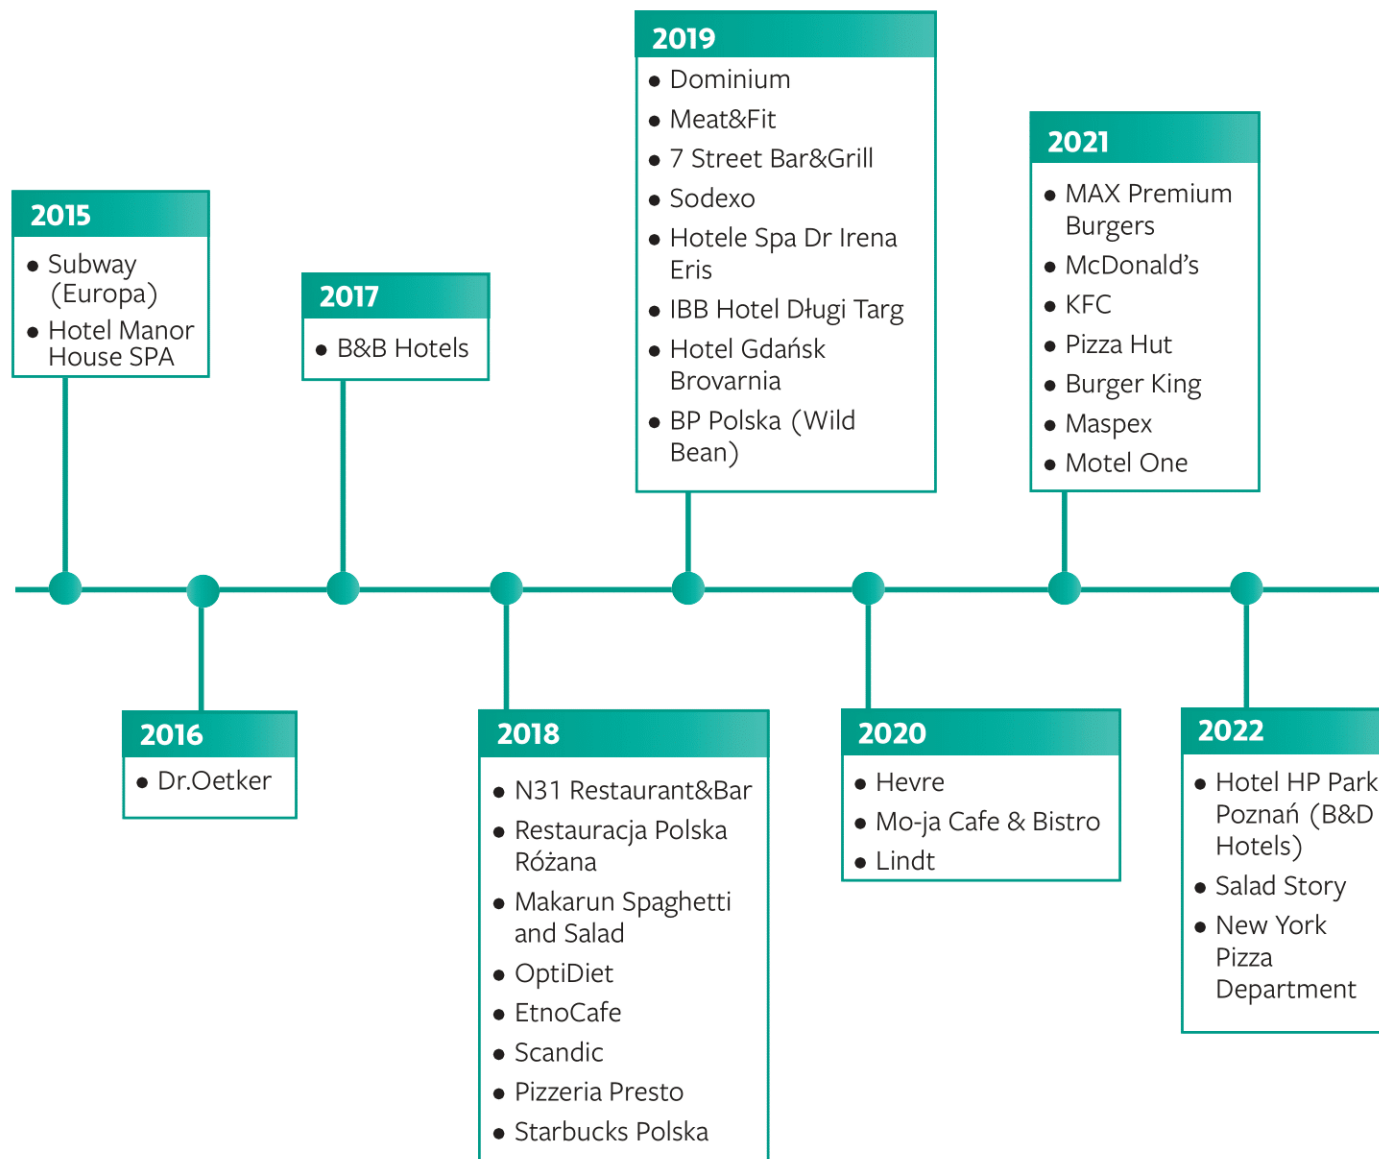 2015
● Subway
(Europa)
● Hotel Manor
House SPA
2016
● Dr.Oetker
2017
● B&B Hotels
2018
● N31 Restaurant&Bar
● Restauracja Polska
Różana
● Makarun Spaghetti
and Salad
● OptiDiet
● EtnoCafe
● Scandic
● Pizzeria Presto
● Starbucks Polska
2019
● Dominium
● Meat&Fit
● 7 Street Bar&Grill
● Sodexo
● Hotele Spa Dr Irena
Eris
● IBB Hotel Długi Targ
● Hotel Gdańsk
Brovarnia
● BP Polska (Wild
Bean)
2020
● Hevre
● Mo-ja Cafe & Bistro
● Lindt
2021
● MAX Premium
Burgers
● McDonald’s
● KFC
● Pizza Hut
● Burger King
● Maspex
● Motel One
2022
● Hotel HP Park
Poznań (B&D
Hotels)
● Salad Story
● New York
Pizza
Department